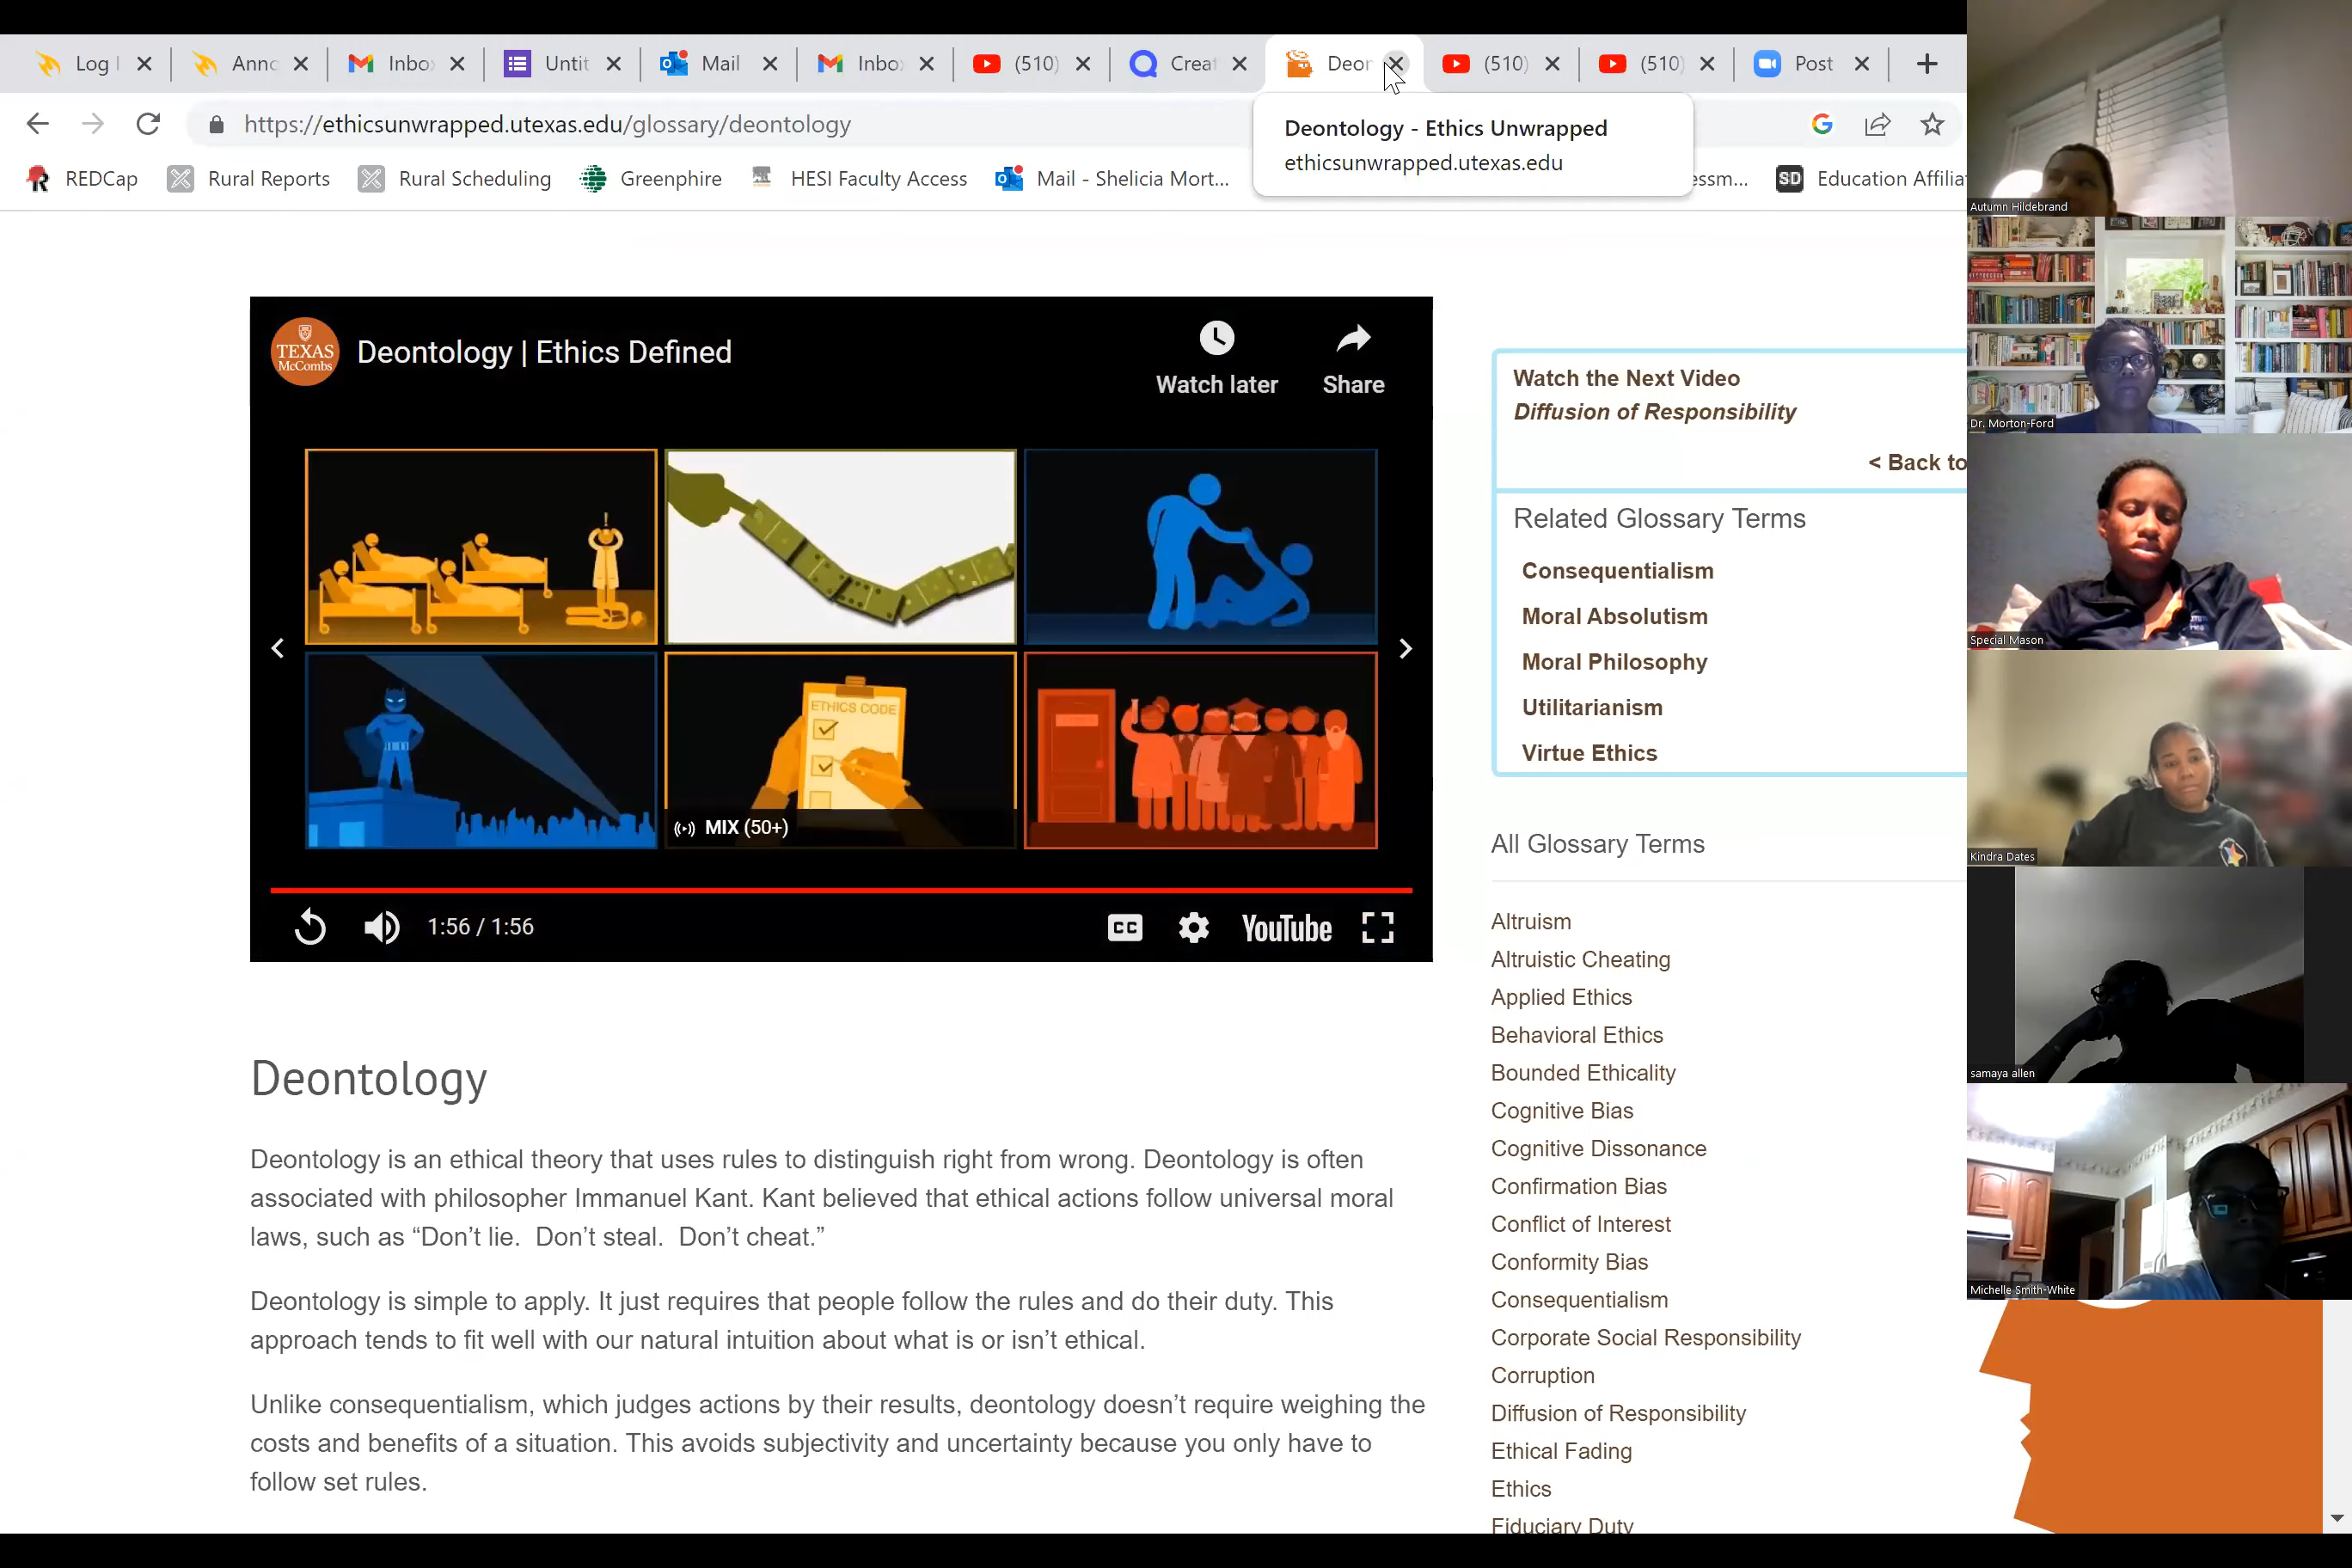 Log I
Anno
Inbo
Untit
Mail
Inbo
(510)
Creat
Deor
(510)
(510)
Post
https://ethicsunwrapped.utexas.edu/glossary/deontology
Deontology - Ethics Unwrapped
ethicsunwrapped.utexas.edu
REDCap
Rural Reports
Rural Scheduling
Greenphire
HESI Faculty Access
Mail - Shelicia Mort...
essm...
SD
Education Affilia
TEXAS
McCombs
Deontology | Ethics Defined
Watch later
Share
ETHICS CODE
MIX (50+)
1:56 / 1:56
CC
YouTube
Watch the Next Video
Diffusion of Responsibility
< Back to
Related Glossary Terms
Consequentialism
Moral Absolutism
Moral Philosophy
Utilitarianism
Virtue Ethics
All Glossary Terms
Altruism
Altruistic Cheating
Applied Ethics
Behavioral Ethics
Bounded Ethicality
Cognitive Bias
Cognitive Dissonance
Confirmation Bias
Conflict of Interest
Conformity Bias
Consequentialism
Corporate Social Responsibility
Corruption
Diffusion of Responsibility
Ethical Fading
Ethics
Fiduciary Duty
Deontology
Deontology is an ethical theory that uses rules to distinguish right from wrong. Deontology is often
associated with philosopher Immanuel Kant. Kant believed that ethical actions follow universal moral
laws, such as “Don’t lie. Don’t steal. Don’t cheat.”
Deontology is simple to apply. It just requires that people follow the rules and do their duty. This
approach tends to fit well with our natural intuition about what is or isn’t ethical.
Unlike consequentialism, which judges actions by their results, deontology doesn’t require weighing the
costs and benefits of a situation. This avoids subjectivity and uncertainty because you only have to
follow set rules.
Autumn Hildebrand
Dr. Morton-Ford
Special Mason
Kindra Dates
samaya allen
Michelle Smith-White